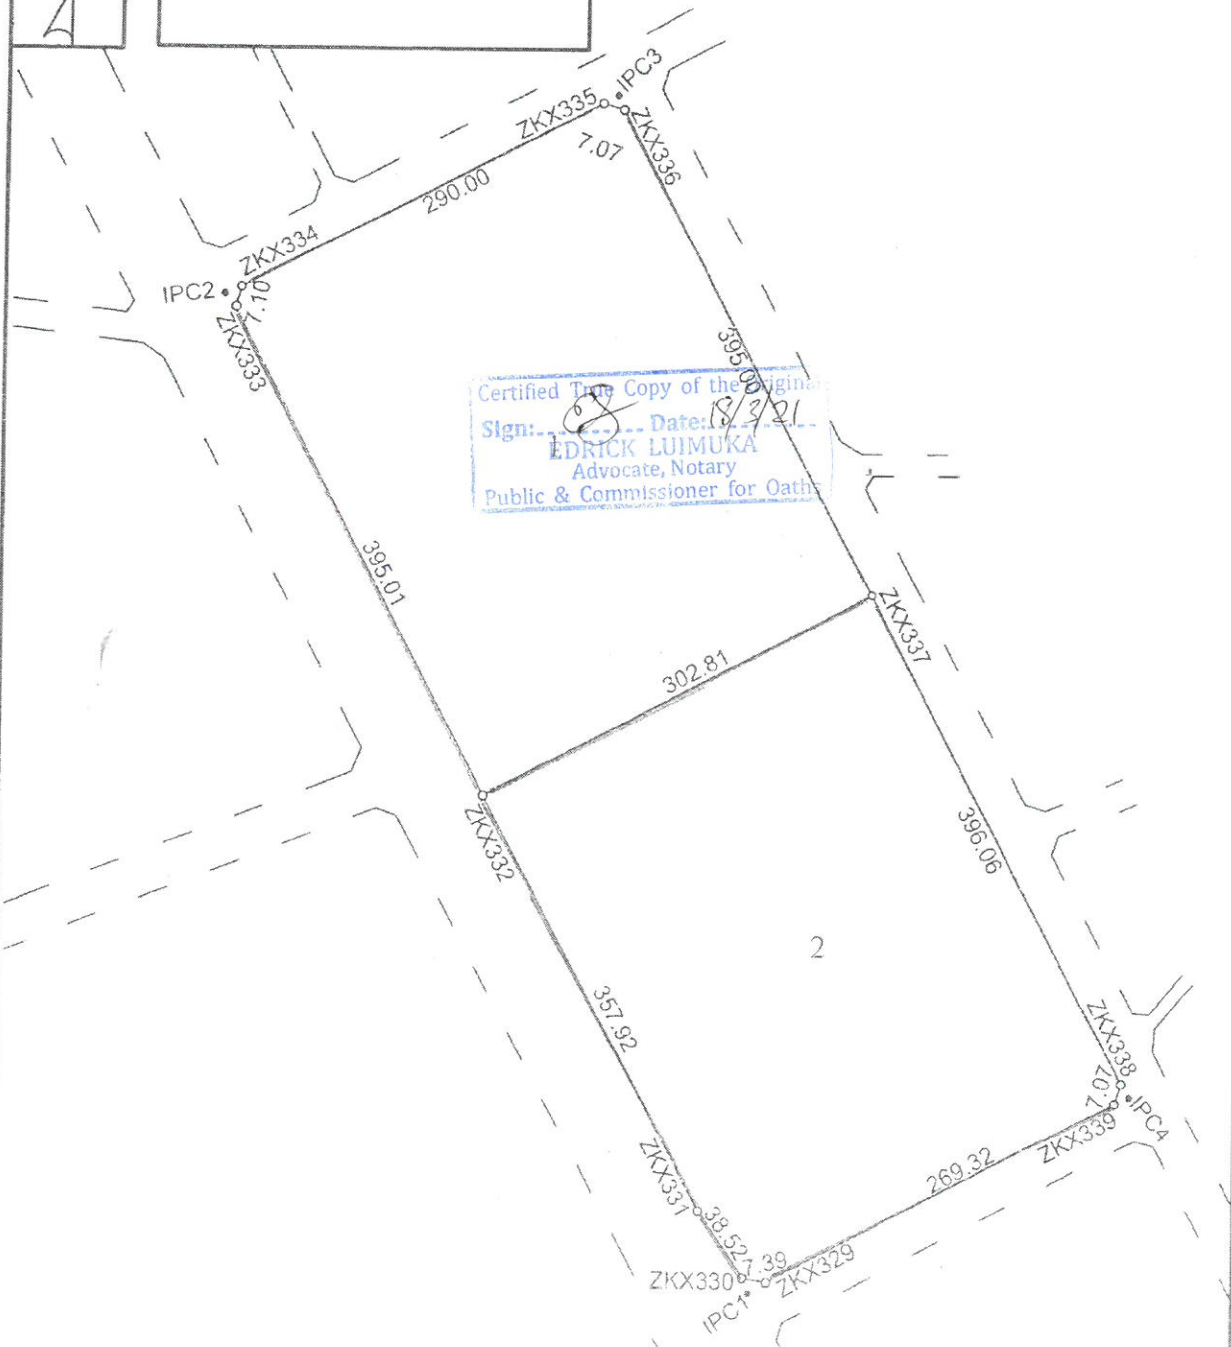 IPC3
ZKX335
7.07
ZKX336
290.00
ZKX334
IPC2
7.10
ZKX333
395.00
Certified True Copy of the Original
Sign: Date: 18/3/21
EDRICK LUIMUKA
Advocate, Notary
Public & Commissioner for Oaths
395.01
ZKX337
302.81
ZKX332
396.06
2
357.92
ZKX338
7.07
IPC4
ZKX339
ZKX331
269.32
38.52
7.39
ZKX330
ZKX329
IPC1